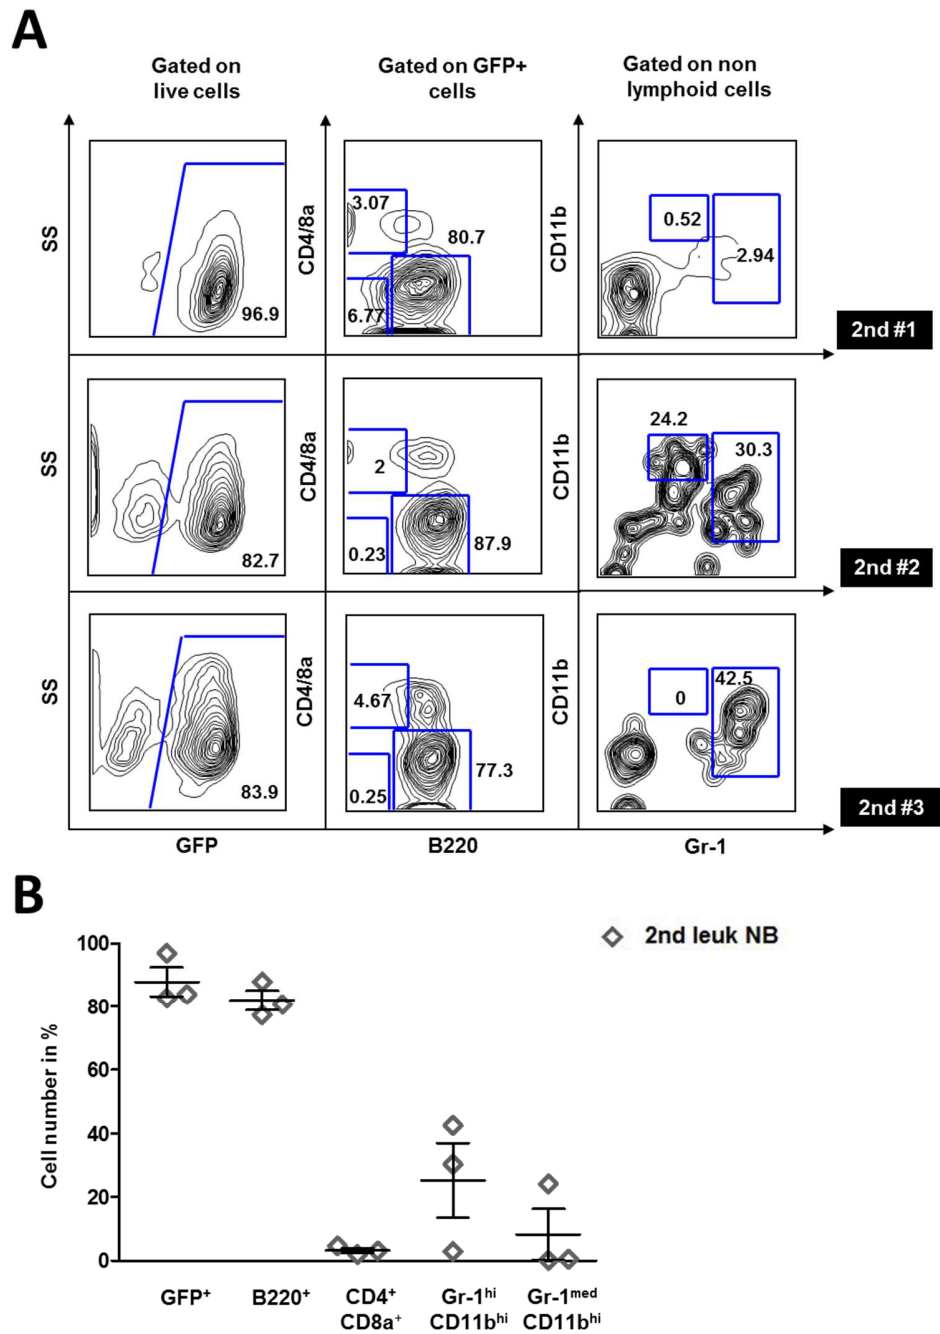 A
Gated on
live cells
Gated on GFP+
cells
Gated on non
lymphoid cells
SS
96.9
CD4/8a
3.07
80.7
6.77
CD11b
0.52
2.94
2nd #1
SS
82.7
CD4/8a
2
0.23
87.9
CD11b
24.2
30.3
2nd #2
SS
83.9
CD4/8a
4.67
0.25
77.3
CD11b
42.5
0
2nd #3
GFP
B220
Gr-1
B
2nd leuk NB
Cell number in %
100
80
60
40
20
0
GFP⁺
B220⁺
CD4⁺
CD8a⁺
Gr-1ʰⁱ
CD11bʰⁱ
Gr-1ᵐᵉᵈ
CD11bʰⁱ